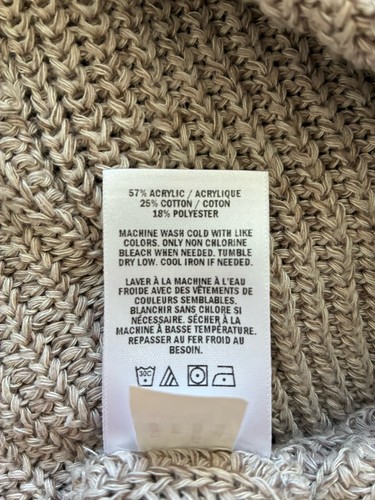 57% ACRYLIC / ACRYLIQUE
25% COTTON / COTON
18% POLYESTER
MACHINE WASH COLD WITH LIKE
COLORS. ONLY NON CHLORINE
BLEACH WHEN NEEDED. TUMBLE
DRY LOW. COOL IRON IF NEEDED.
LAVER À LA MACHINE À L'EAU
FROIDE AVEC DES VÊTEMENTS DE
COULEURS SEMBLABLES.
BLANCHIR SANS CHLORE SI
NÉCESSAIRE. SÉCHER À LA
MACHINE À BASSE TEMPÉRATURE.
REPASSER AU FER FROID AU
BESOIN.
30C